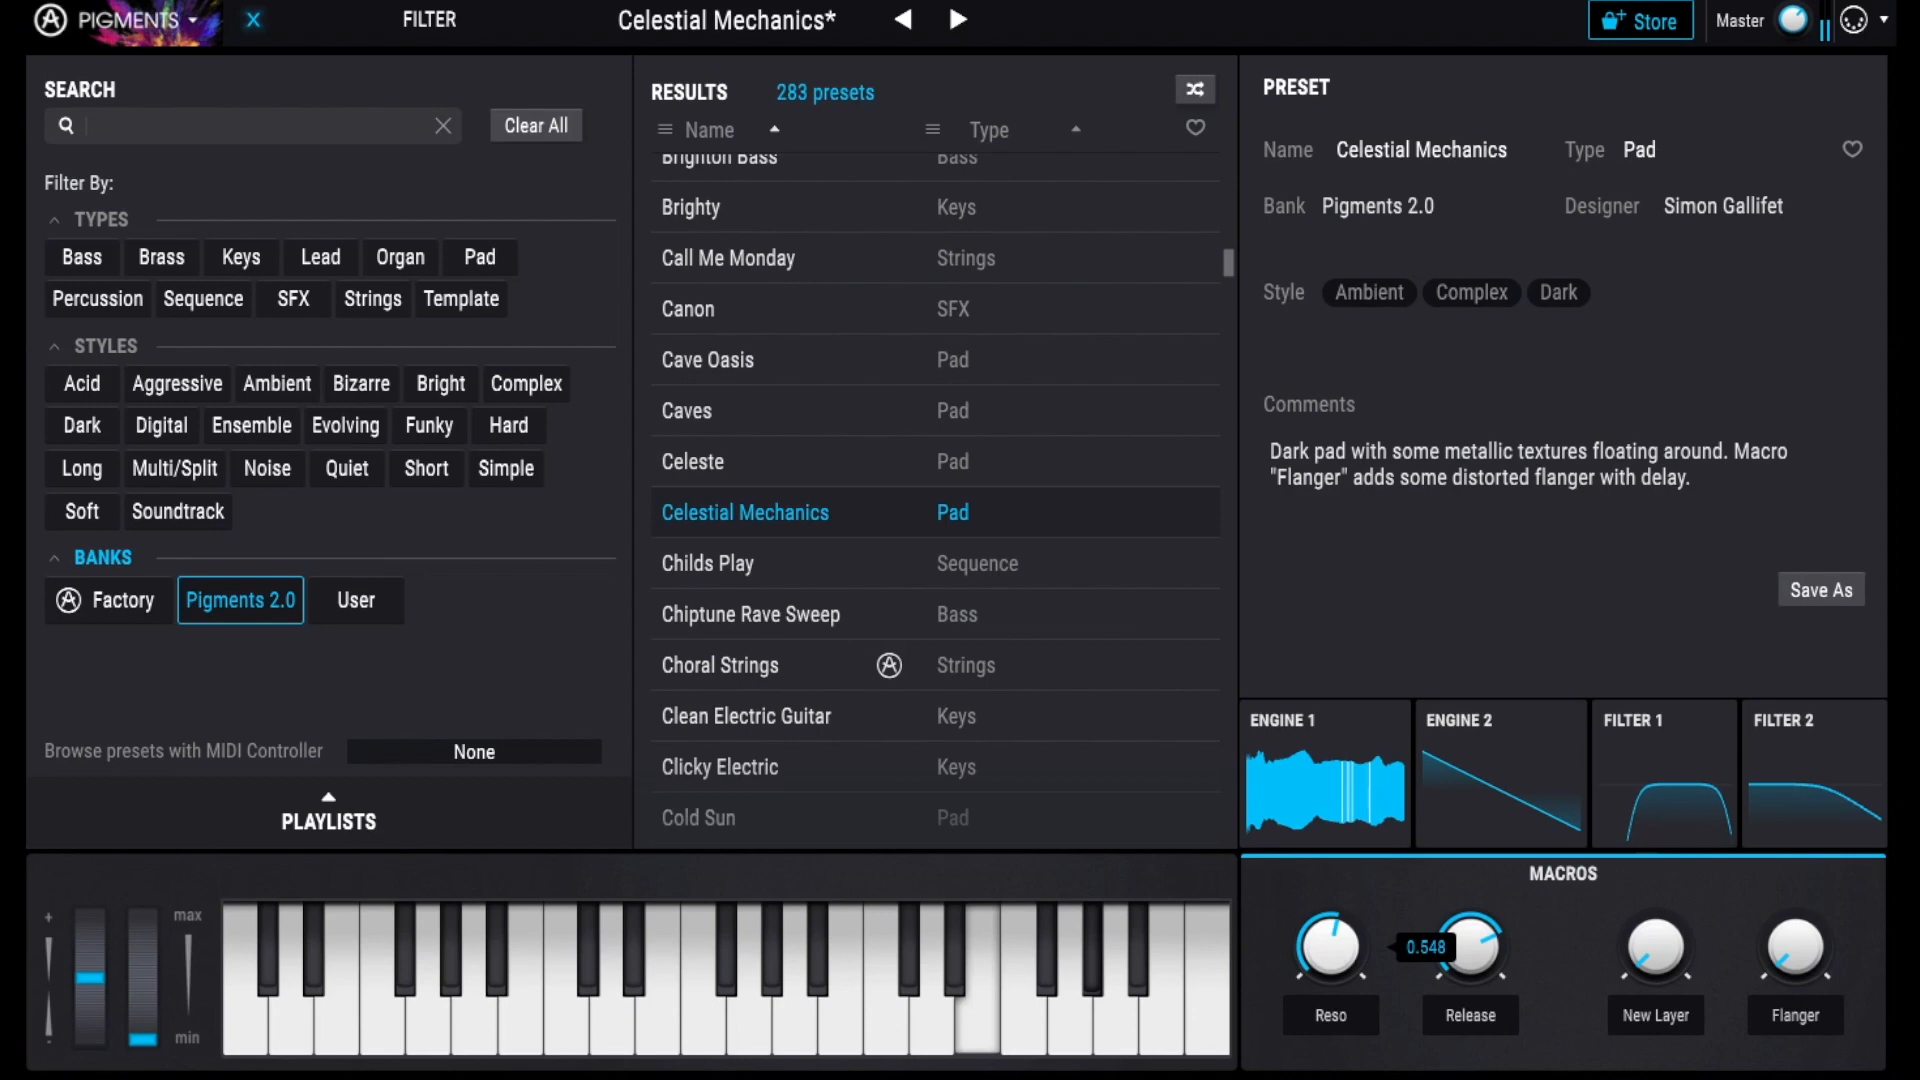 PIGMENTS
X
FILTER
Celestial Mechanics*
Store
Master
SEARCH
Clear All
Filter By:
TYPES
Bass Brass Keys Lead Organ Pad
Percussion Sequence SFX Strings Template
STYLES
Acid Aggressive Ambient Bizarre Bright Complex
Dark Digital Ensemble Evolving Funky Hard
Long Multi/Split Noise Quiet Short Simple
Soft Soundtrack
BANKS
Factory Pigments 2.0 User
Browse presets with MIDI Controller None
PLAYLISTS
RESULTS 283 presets
Name Type
Brighton Bass Bass
Brighty Keys
Call Me Monday Strings
Canon SFX
Cave Oasis Pad
Caves Pad
Celeste Pad
Celestial Mechanics Pad
Childs Play Sequence
Chiptune Rave Sweep Bass
Choral Strings Strings
Clean Electric Guitar Keys
Clicky Electric Keys
Cold Sun Pad
PRESET
Name Celestial Mechanics Type Pad
Bank Pigments 2.0 Designer Simon Gallifet
Style Ambient Complex Dark
Comments
Dark pad with some metallic textures floating around. Macro
"Flanger" adds some distorted flanger with delay.
Save As
ENGINE 1 ENGINE 2 FILTER 1 FILTER 2
+
-
max
min
MACROS
0.548
Reso Release New Layer Flanger